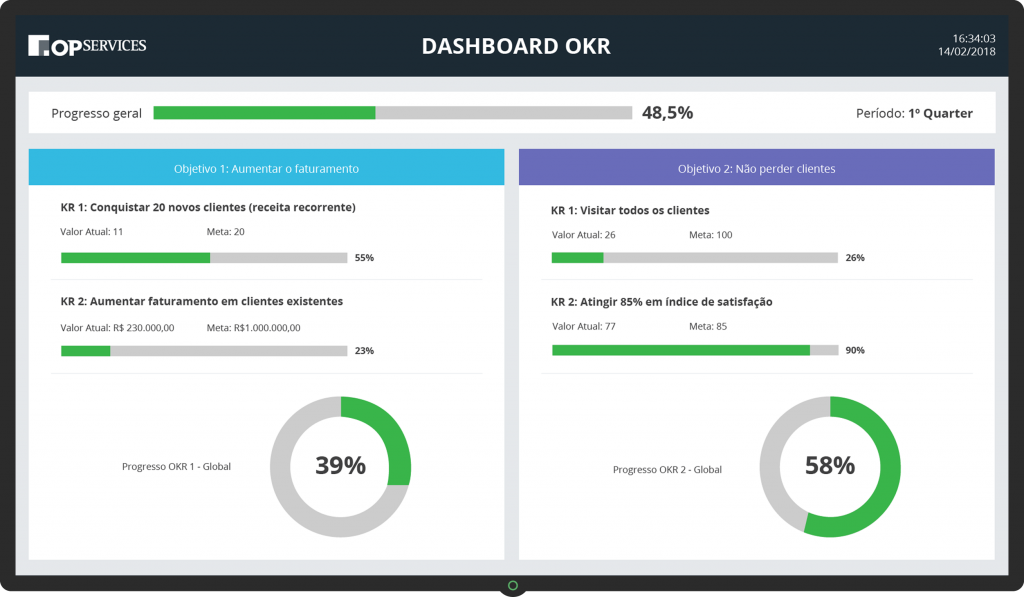 OPSERVICES
DASHBOARD OKR
16:34:03
14/02/2018
Progresso geral
48,5%
Período: 1º Quarter
Objetivo 1: Aumentar o faturamento
KR 1: Conquistar 20 novos clientes (receita recorrente)
Valor Atual: 11
Meta: 20
55%
KR 2: Aumentar faturamento em clientes existentes
Valor Atual: R$ 230.000,00
Meta: R$1.000.000,00
23%
Progresso OKR 1 - Global
39%
Objetivo 2: Não perder clientes
KR 1: Visitar todos os clientes
Valor Atual: 26
Meta: 100
26%
KR 2: Atingir 85% em índice de satisfação
Valor Atual: 77
Meta: 85
90%
Progresso OKR 2 - Global
58%